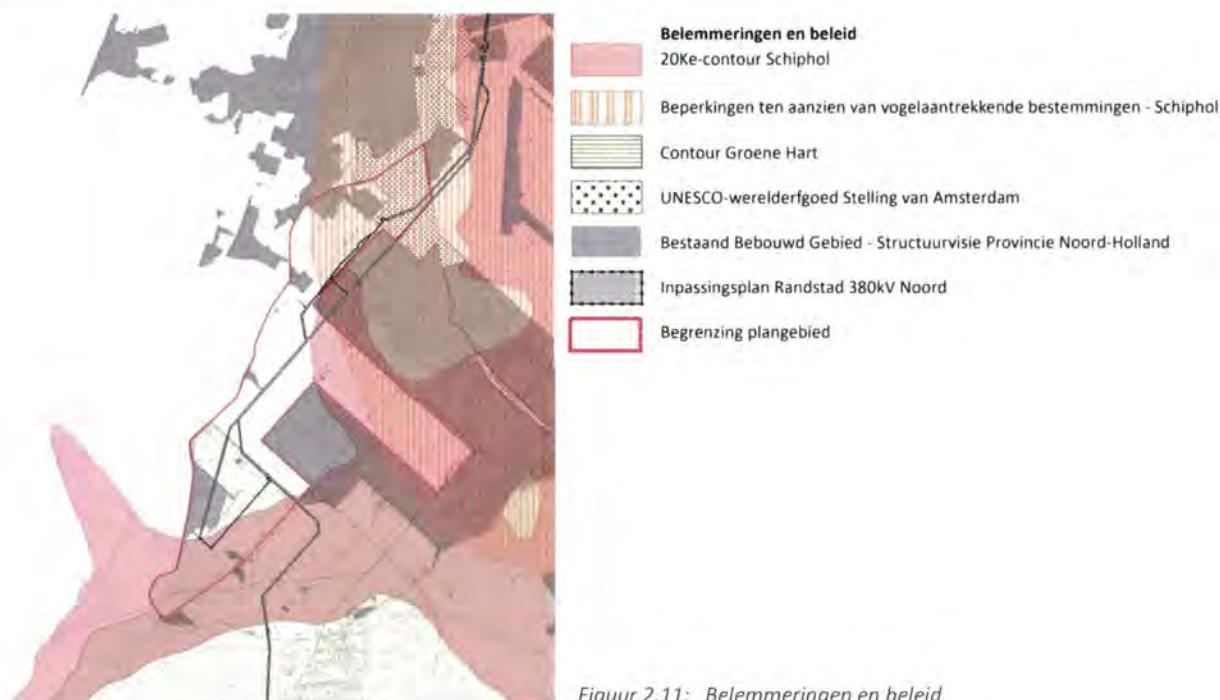 Belemmeringen en beleid
20Ke-contour Schiphol
Beperkingen ten aanzien van vogelaantrekkende bestemmingen - Schiphol
Contour Groene Hart
UNESCO-werelderfgoed Stelling van Amsterdam
Bestaand Bebouwd Gebied - Structuurvisie Provincie Noord-Holland
Inpassingsplan Randstad 380kV Noord
Begrenzing plangebied
Figuur 2.11: Belemmeringen en beleid